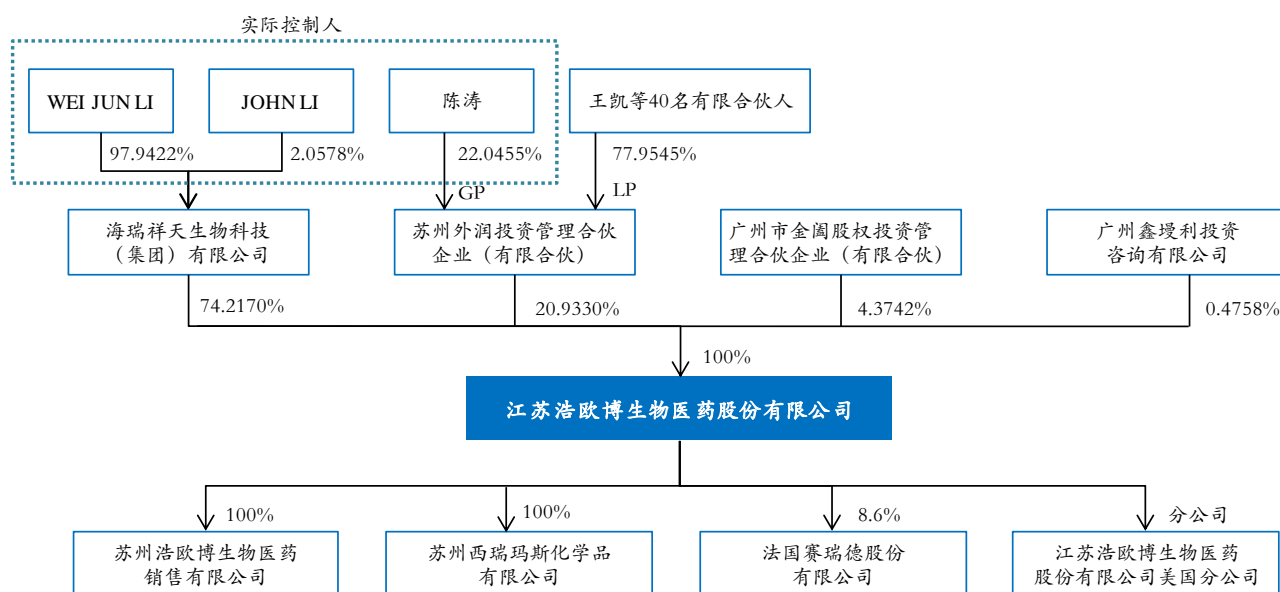 实际控制人
WEI JUN LI
JOHN LI
陈涛
王凯等40名有限合伙人
97.9422%
2.0578%
22.0455%
77.9545%
GP
LP
海瑞祥天生物科技
（集团）有限公司
苏州外润投资管理合伙
企业（有限合伙）
广州市金阖股权投资管
理合伙企业（有限合伙）
广州鑫墁利投资
咨询有限公司
74.2170%
20.9330%
4.3742%
0.4758%
100%
江苏浩欧博生物医药股份有限公司
100%
100%
8.6%
分公司
苏州浩欧博生物医药
销售有限公司
苏州西瑞玛斯化学品
有限公司
法国赛瑞德股份
有限公司
江苏浩欧博生物医药
股份有限公司美国分公司